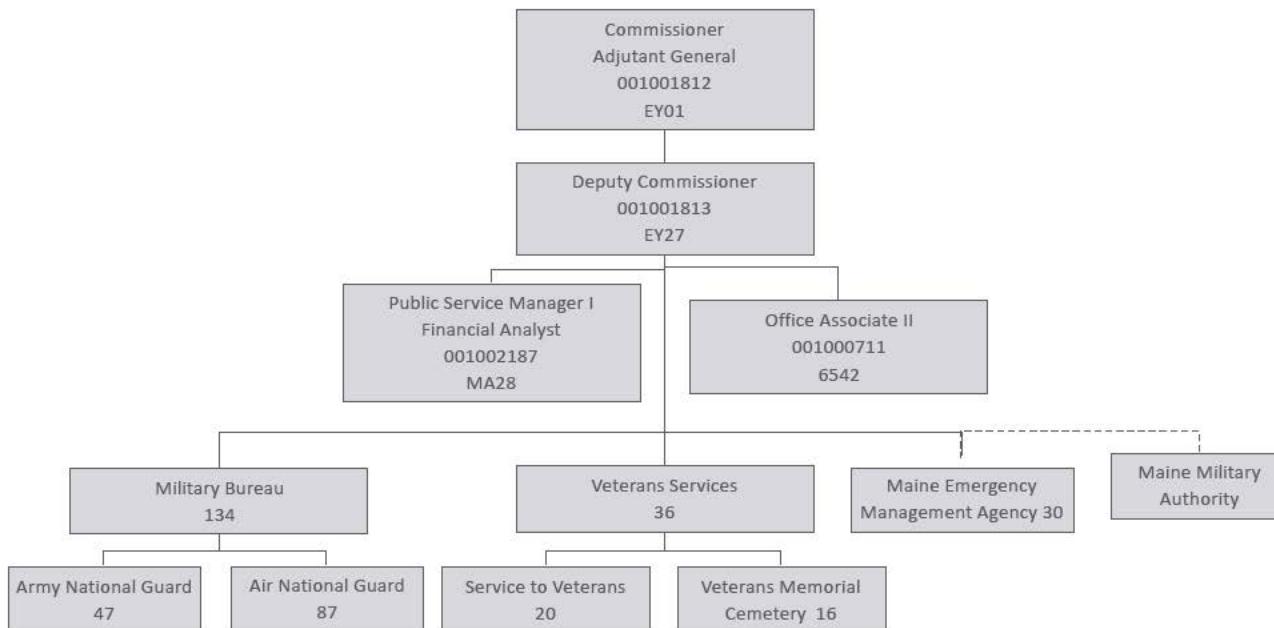 Commissioner
Adjutant General
001001812
EY01
Deputy Commissioner
001001813
EY27
Public Service Manager I
Financial Analyst
001002187
MA28
Office Associate II
001000711
6542
Military Bureau
134
Veterans Services
36
Maine Emergency
Management Agency 30
Maine Military
Authority
Army National Guard
47
Air National Guard
87
Service to Veterans
20
Veterans Memorial
Cemetery 16